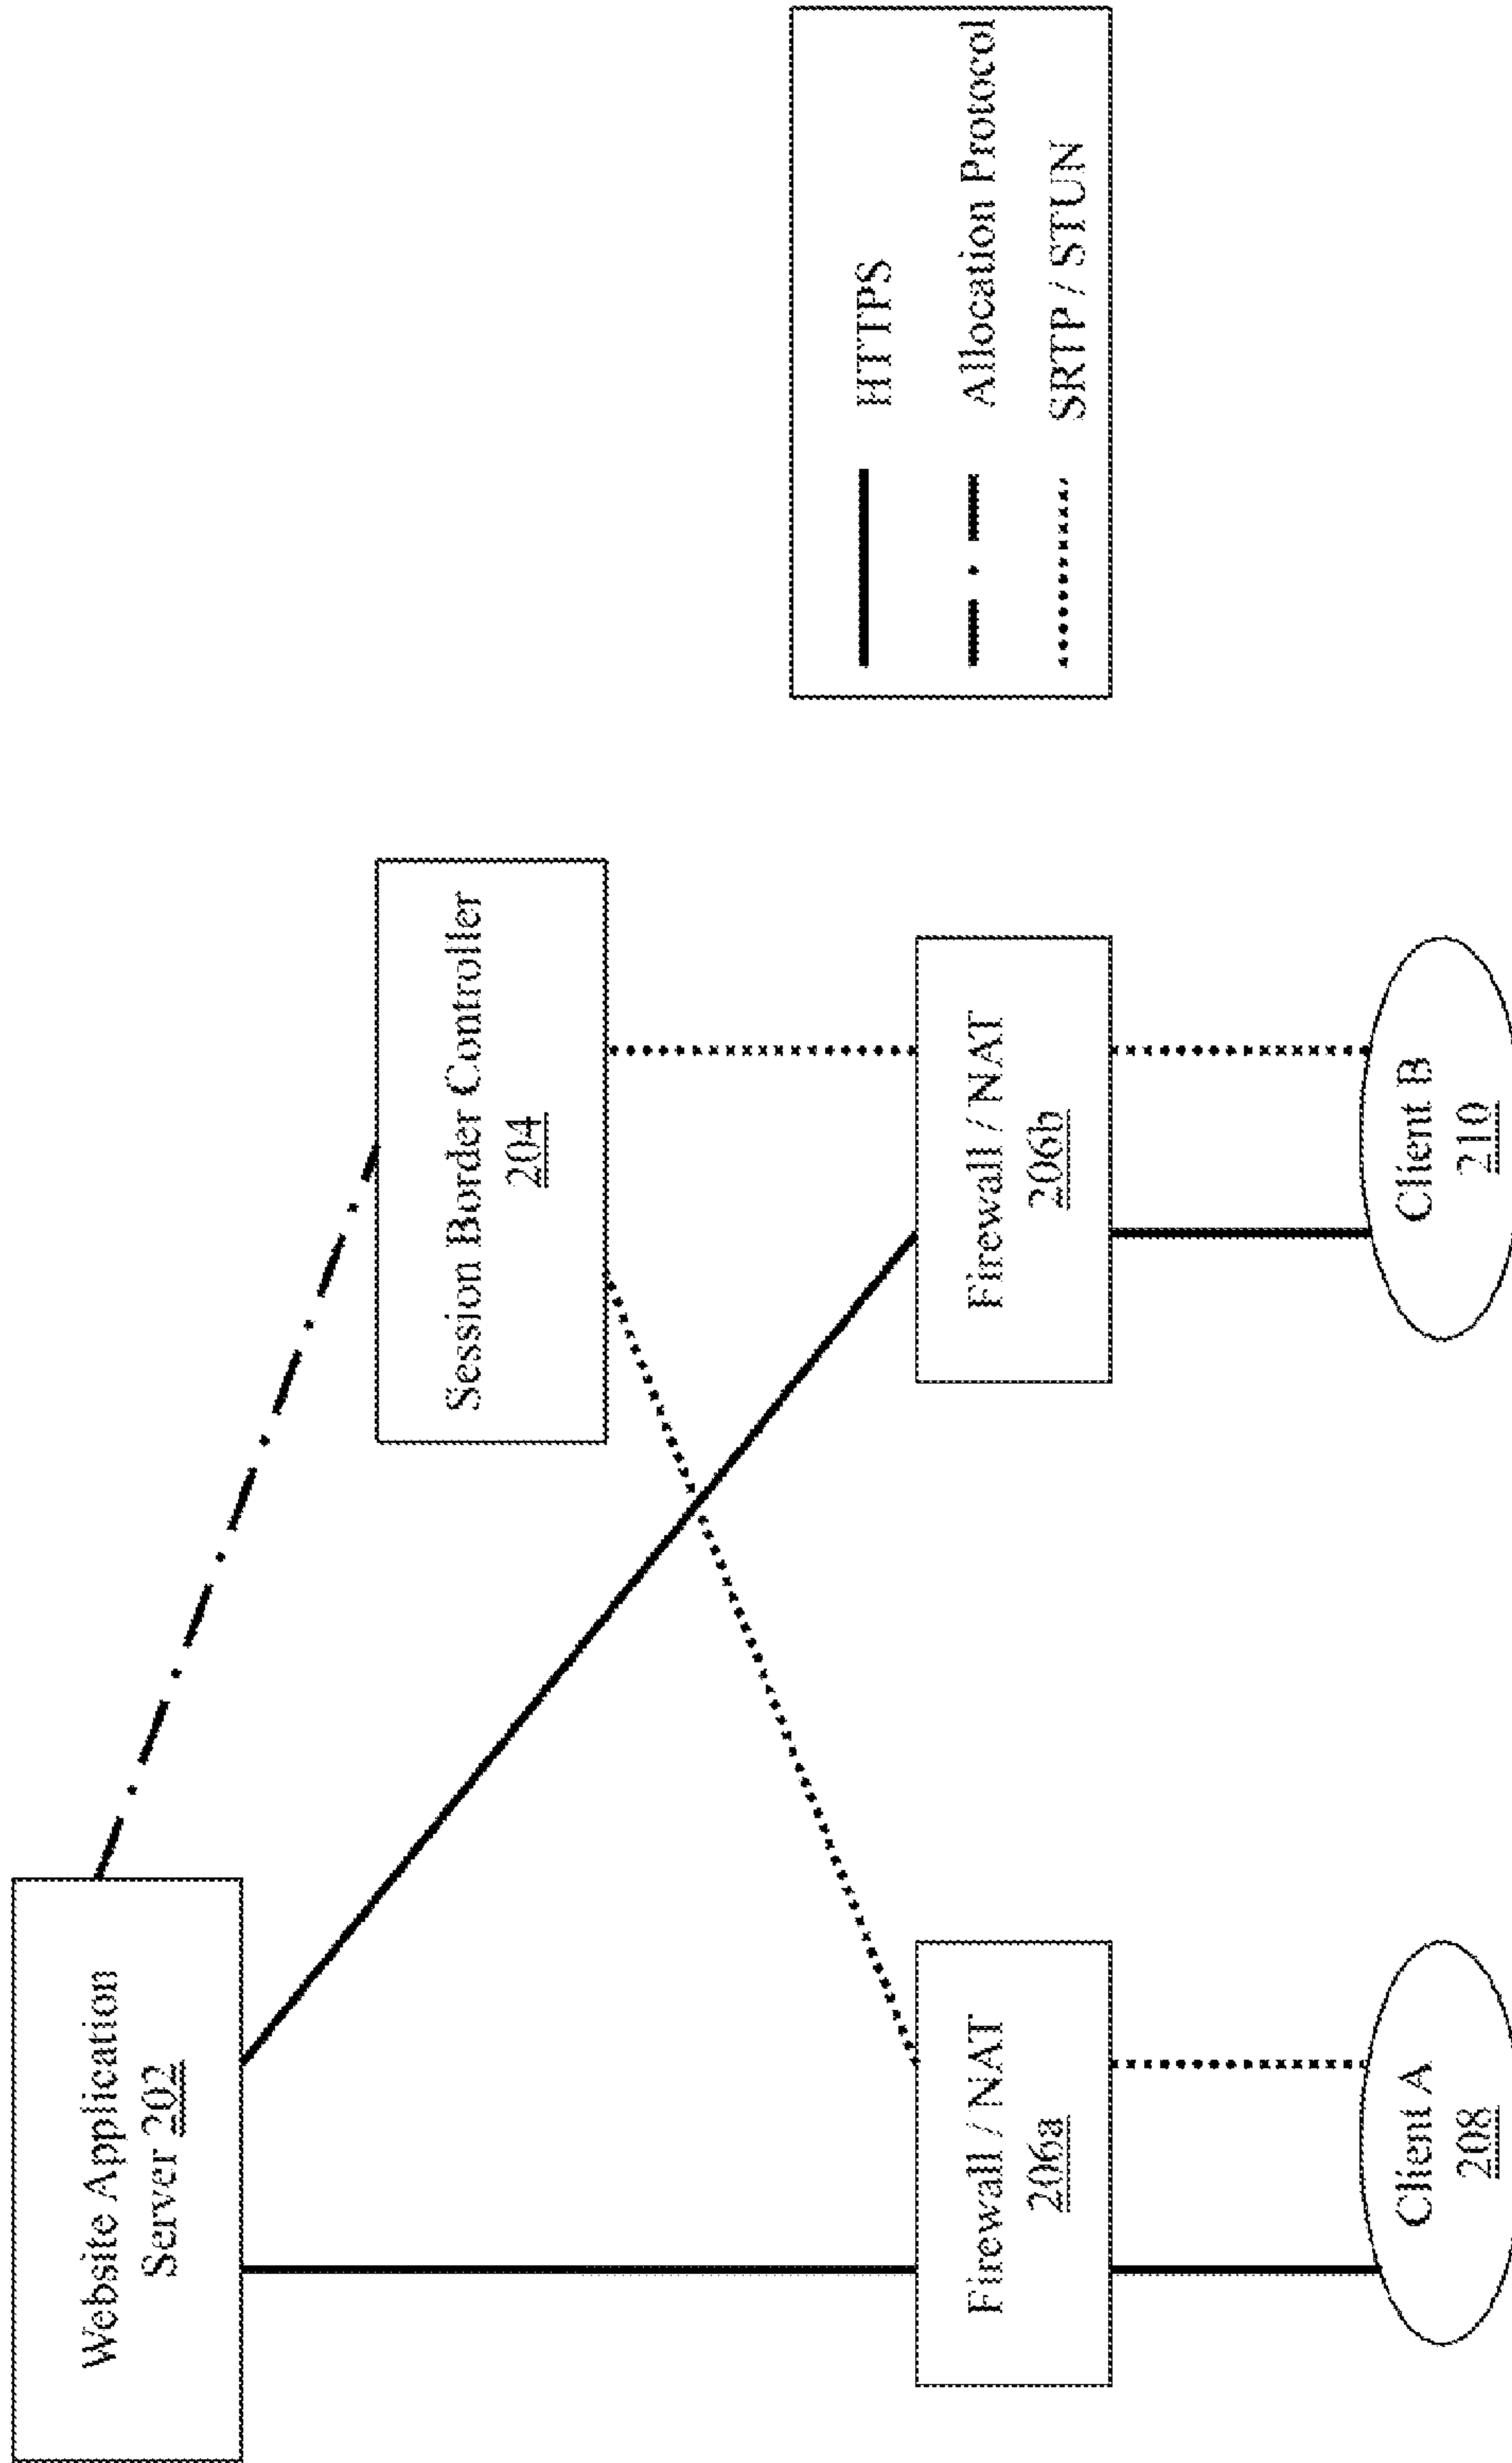 Website Application
Server 202
Session Border Controller
204
Firewall / NAT
206a
Firewall / NAT
206b
Client A
208
Client B
210
HTTPS
Allocation Protocol
SRTP / STUN